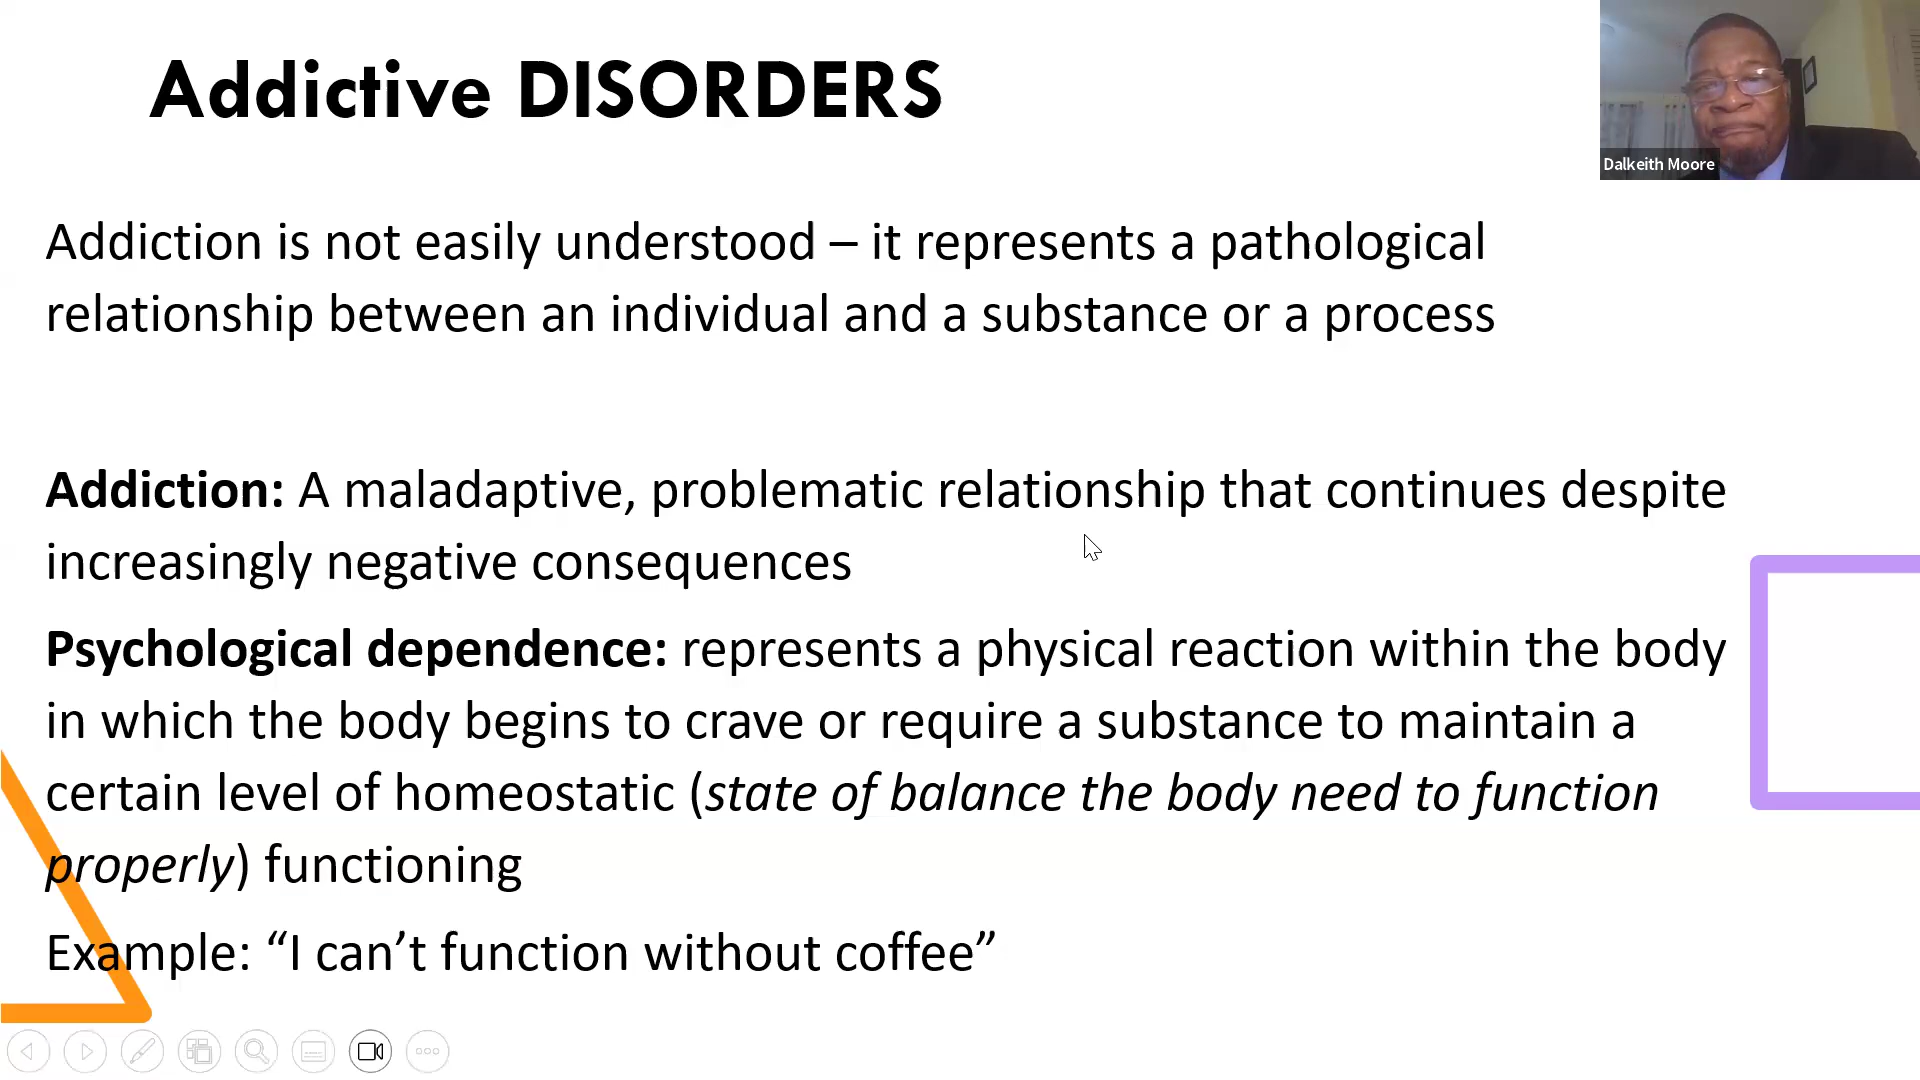 Addictive DISORDERS
Dalkeith Moore
Addiction is not easily understood – it represents a pathological
relationship between an individual and a substance or a process
Addiction: A maladaptive, problematic relationship that continues despite
increasingly negative consequences
Psychological dependence: represents a physical reaction within the body
in which the body begins to crave or require a substance to maintain a
certain level of homeostatic (state of balance the body need to function
properly) functioning
Example: “I can’t function without coffee”